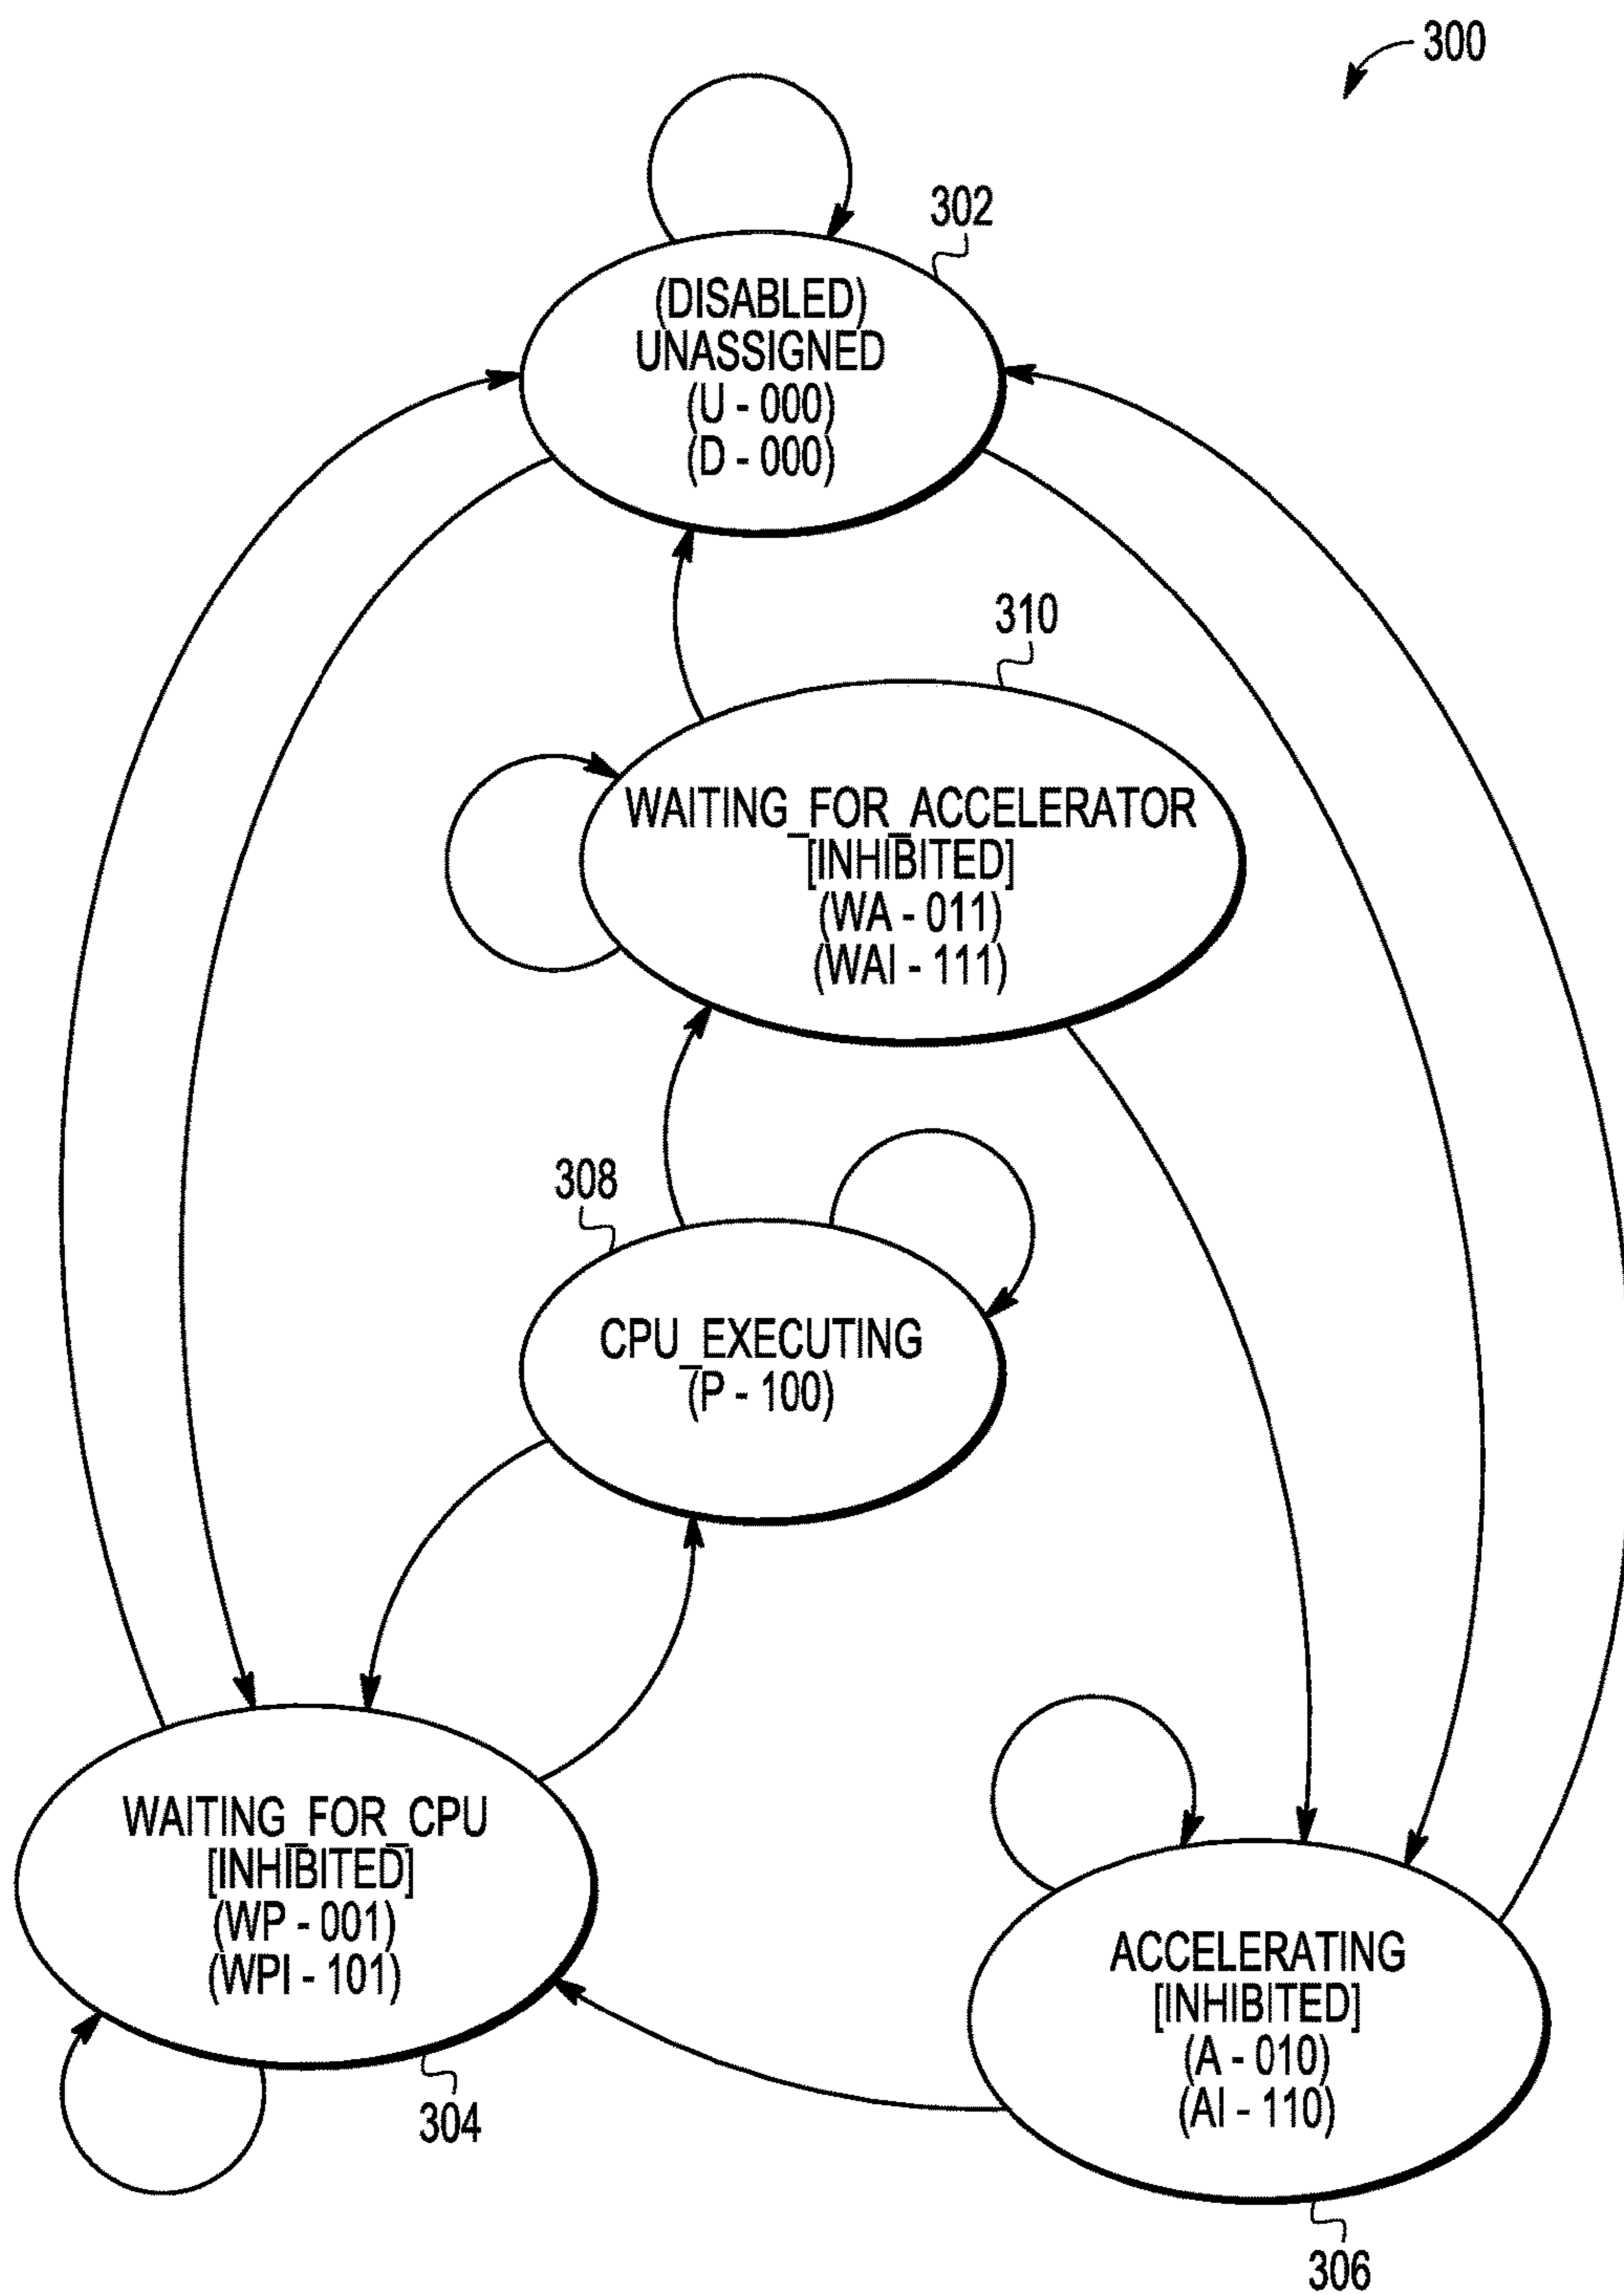 300
302
(DISABLED)
UNASSIGNED
(U - 000)
(D - 000)
310
WAITING_FOR_ACCELERATOR
[INHIBITED]
(WA - 011)
(WAI - 111)
308
CPU_EXECUTING
(P - 100)
WAITING_FOR_CPU
[INHIBITED]
(WP - 001)
(WPI - 101)
304
ACCELERATING
[INHIBITED]
(A - 010)
(AI - 110)
306